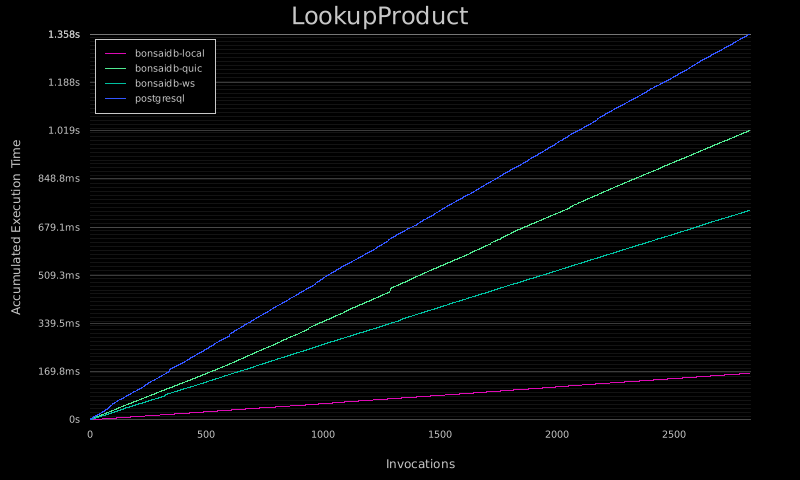 LookupProduct
1.358s
1.188s
1.019s
848.8ms
679.1ms
509.3ms
339.5ms
169.8ms
0s
bonsaidb-local
bonsaidb-quic
bonsaidb-ws
postgresql
Accumulated Execution Time
0 500 1000 1500 2000 2500
Invocations